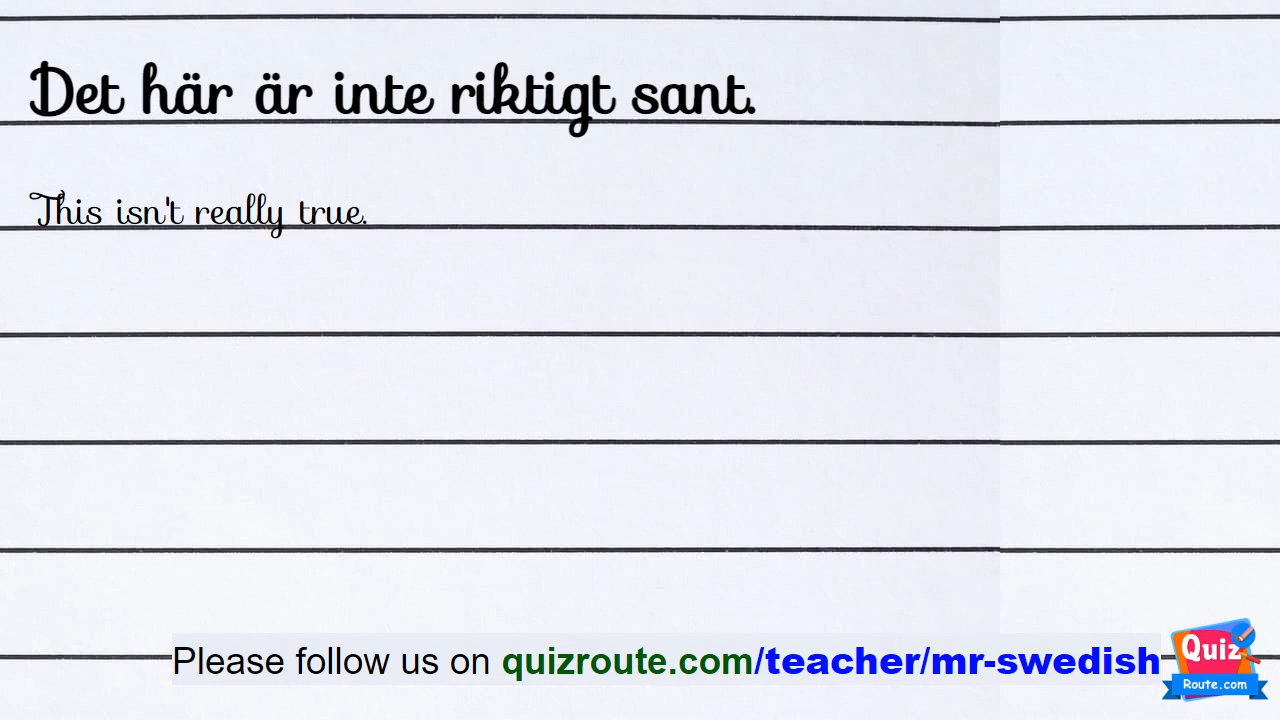 Det här är inte riktigt sant.
This isn't really true.
Please follow us on quizroute.com/teacher/mr-swedish
Quiz
Route.com